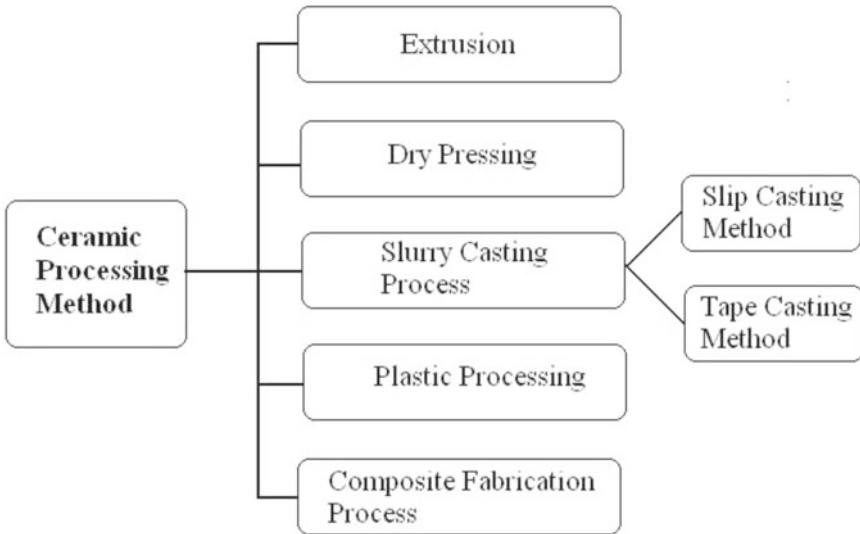 Extrusion
Dry Pressing
Ceramic
Processing
Method
Slurry Casting
Process
Slip Casting
Method
Tape Casting
Method
Plastic Processing
Composite Fabrication
Process